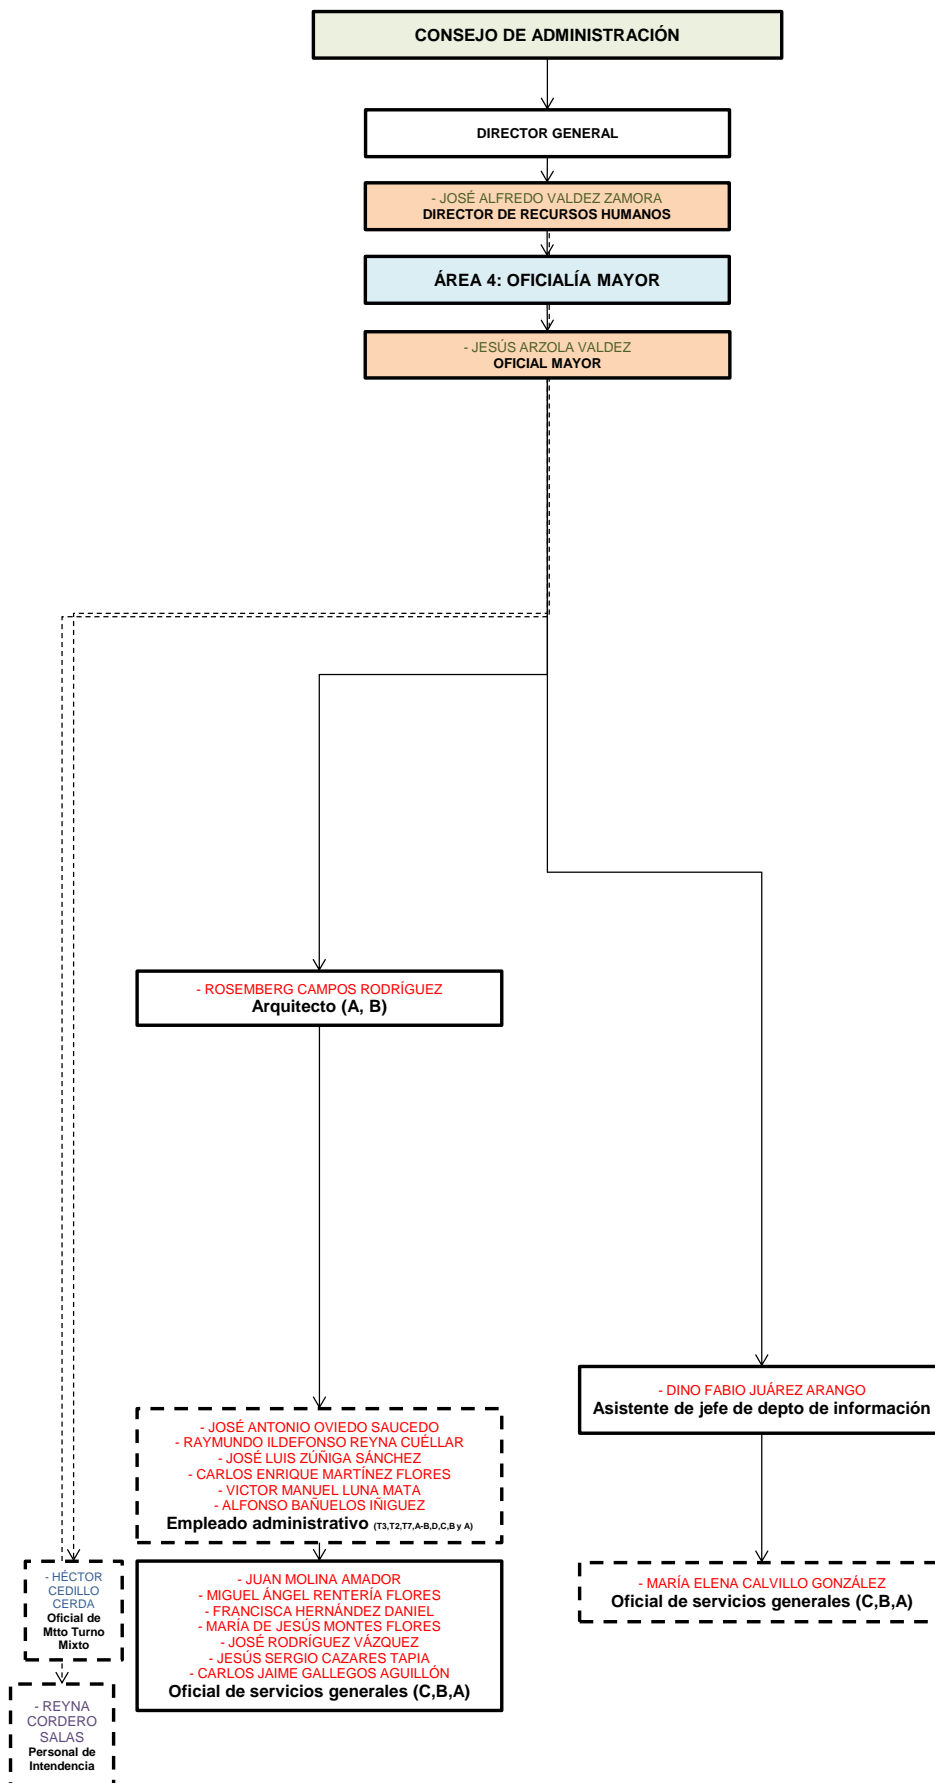 CONSEJO DE ADMINISTRACIÓN
DIRECTOR GENERAL
- JOSÉ ALFREDO VALDEZ ZAMORA
DIRECTOR DE RECURSOS HUMANOS
ÁREA 4: OFICIALÍA MAYOR
- JESÚS ARZOLA VALDEZ
OFICIAL MAYOR
- ROSEMBERG CAMPOS RODRÍGUEZ
Arquitecto (A, B)
- DINO FABIO JUÁREZ ARANGO
Asistente de jefe de depto de información
- JOSÉ ANTONIO OVIEDO SAUCEDO
- RAYMUNDO ILDEFONSO REYNA CUÉLLAR
- JOSÉ LUIS ZÚÑIGA SÁNCHEZ
- CARLOS ENRIQUE MARTÍNEZ FLORES
- VICTOR MANUEL LUNA MATA
- ALFONSO BAÑUELOS IÑIGUEZ
Empleado administrativo (T3,T2,T7,A-B,D,C,B y A)
- HÉCTOR
CEDILLO
CERDA
Oficial de
Mtto Turno
Mixto
- JUAN MOLINA AMADOR
- MIGUEL ÁNGEL RENTERÍA FLORES
- FRANCISCA HERNÁNDEZ DANIEL
- MARÍA DE JESÚS MONTES FLORES
- JOSÉ RODRÍGUEZ VÁZQUEZ
- JESÚS SERGIO CAZARES TAPIA
- CARLOS JAIME GALLEGOS AGUILLÓN
Oficial de servicios generales (C,B,A)
- MARÍA ELENA CALVILLO GONZÁLEZ
Oficial de servicios generales (C,B,A)
- REYNA
CORDERO
SALAS
Personal de
Intendencia